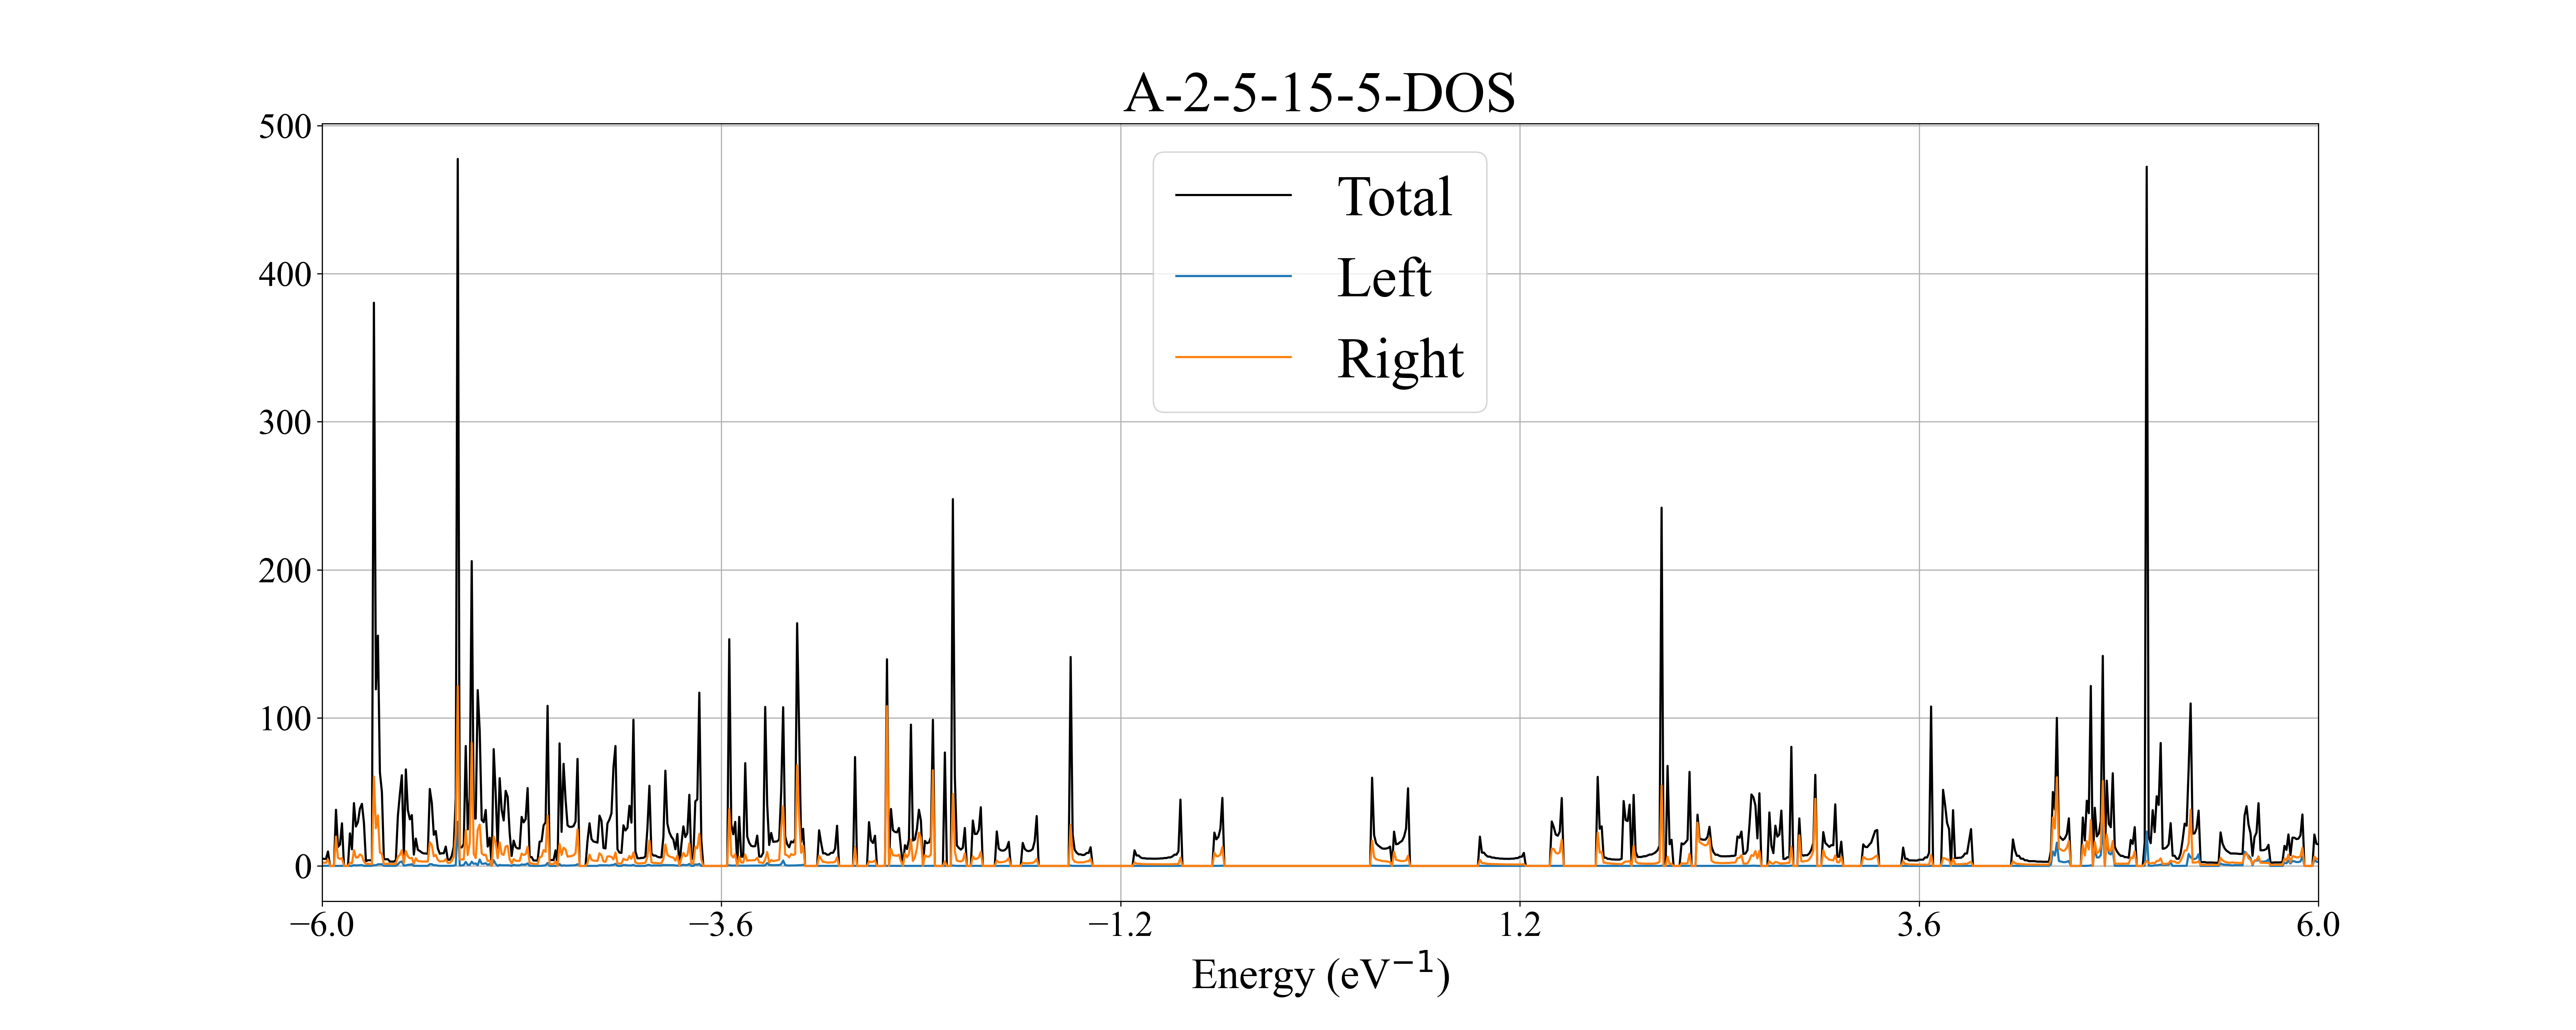 A-2-5-15-5-DOS
500
400
300
200
100
0
Total
Left
Right
−6.0 −3.6 −1.2 1.2 3.6 6.0
Energy (eV⁻¹)